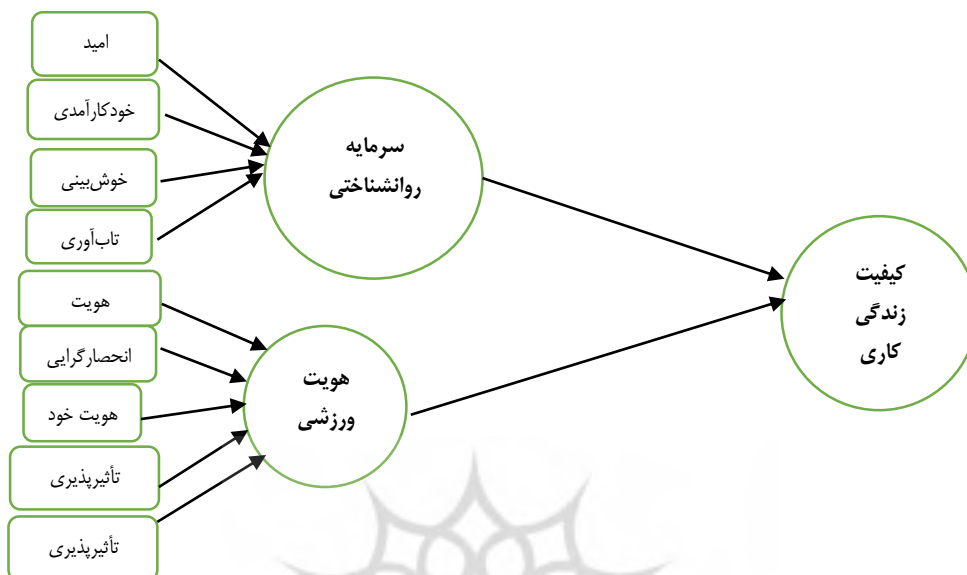 امید
خودکارآمدی
خوش‌بینی
تاب‌آوری
سرمایه
روانشناختی
هویت
انحصارگرایی
هویت خود
تأثیرپذیری
تأثیرپذیری
هویت
ورزشی
کیفیت
زندگی
کاری